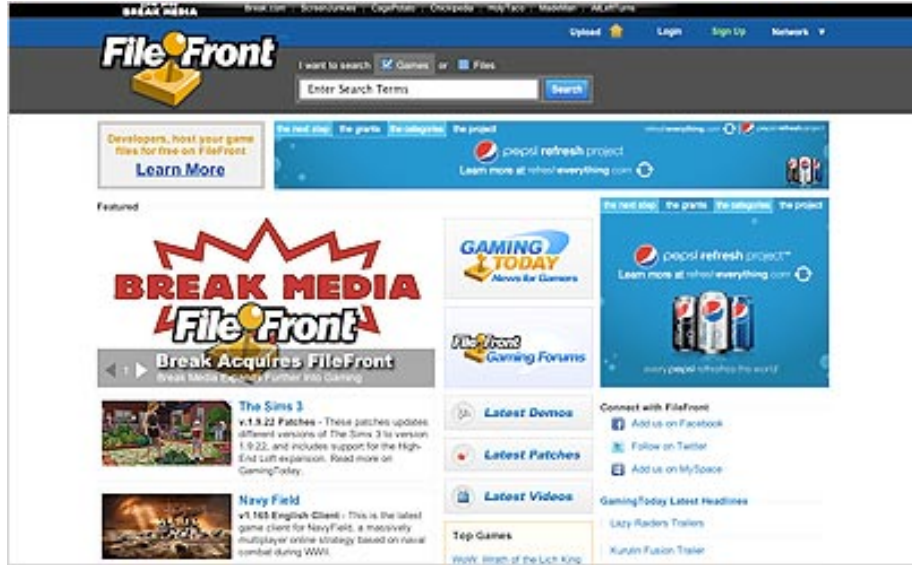 BREAK MEDIA
Break.com ScreenJunkies CagePotato Chickipedia HolyTaco MadeMan AllLeftTurns
Upload Login Sign Up Network
FileFront
I want to search Games or Files
Enter Search Terms Search
Developers, host your game
files for free on FileFront
Learn More
the next step the grants the categories the project
pepsi refresh project
Learn more at refresheverything.com
Featured
BREAK MEDIA
FileFront
Break Acquires FileFront
Break Media Expands Further Into Gaming
1
The Sims 3
v.1.9.22 Patches - These patches updates
different versions of The Sims 3 to version
1.9.22, and includes support for the High-
End Loft expansion. Read more on
GamingToday.
Navy Field
v1.165 English Client - This is the latest
game client for NavyField, a massively
multiplayer online strategy based on naval
combat during WWII.
GAMING
TODAY
News for Gamers
FileFront
Gaming Forums
Latest Demos
Latest Patches
Latest Videos
Top Games
WoW: Wrath of the Lich King
the next step the grants the categories the project
pepsi refresh project™
Learn more at refresheverything.com
every pepsi refreshes the world
Connect with FileFront
Add us on Facebook
Follow on Twitter
Add us on MySpace
GamingToday Latest Headlines
Lazy Raiders Trailers
Kurulin Fusion Trailer